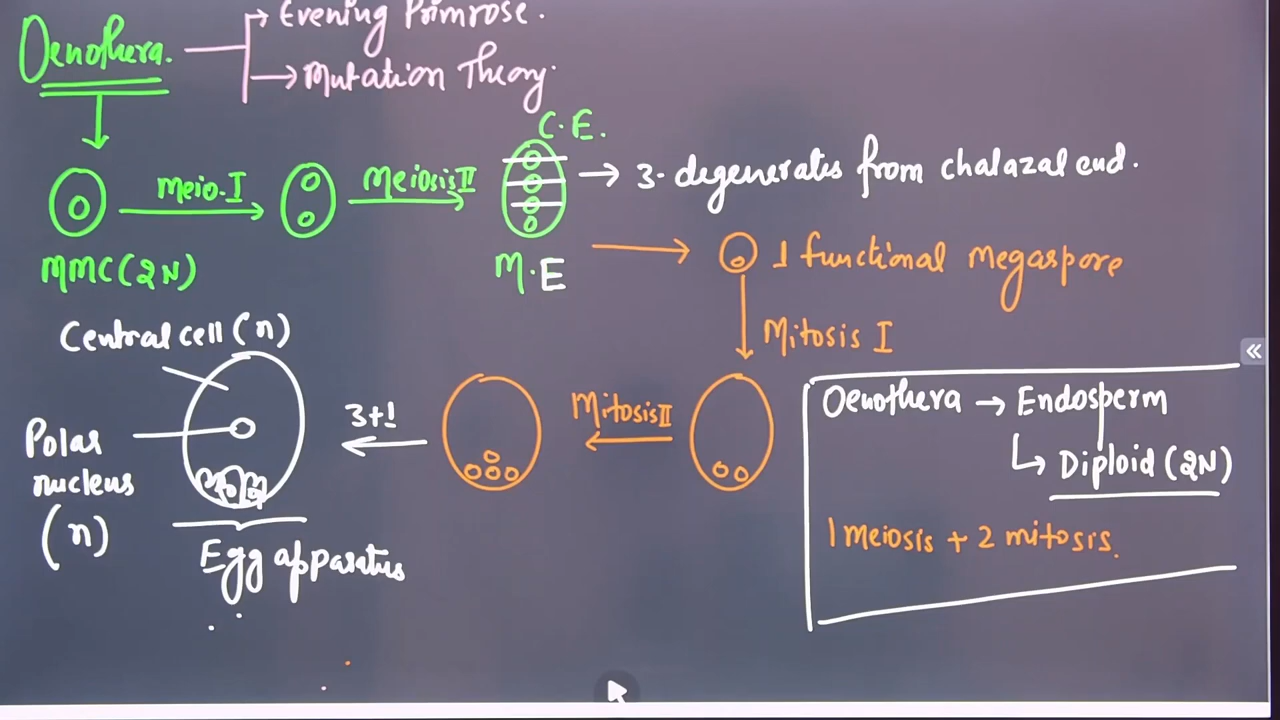 Oenothera.
→ Evening Primrose.
→ Mutation Theory.
C.E.
Meio-I
Meiosis II
→ 3- degenerates from chalazal end.
MMC (2N)
M.E
1 functional Megaspore
Mitosis I
Central cell (n)
Polar
nucleus
(n)
3+1
Mitosis II
Egg apparatus
Oenothera → Endosperm
↳ Diploid (2N)
1 Meiosis + 2 mitosis.